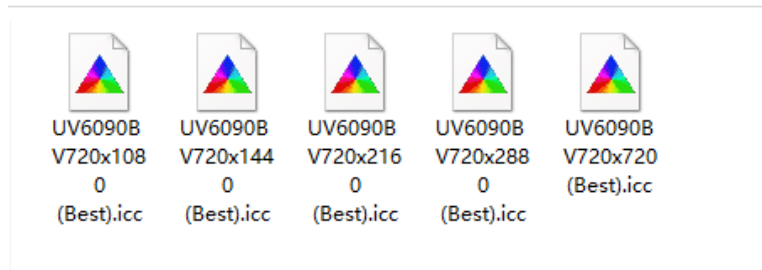 UV6090B
V720x108
0
(Best).icc
UV6090B
V720x144
0
(Best).icc
UV6090B
V720x216
0
(Best).icc
UV6090B
V720x288
0
(Best).icc
UV6090B
V720x720
(Best).icc